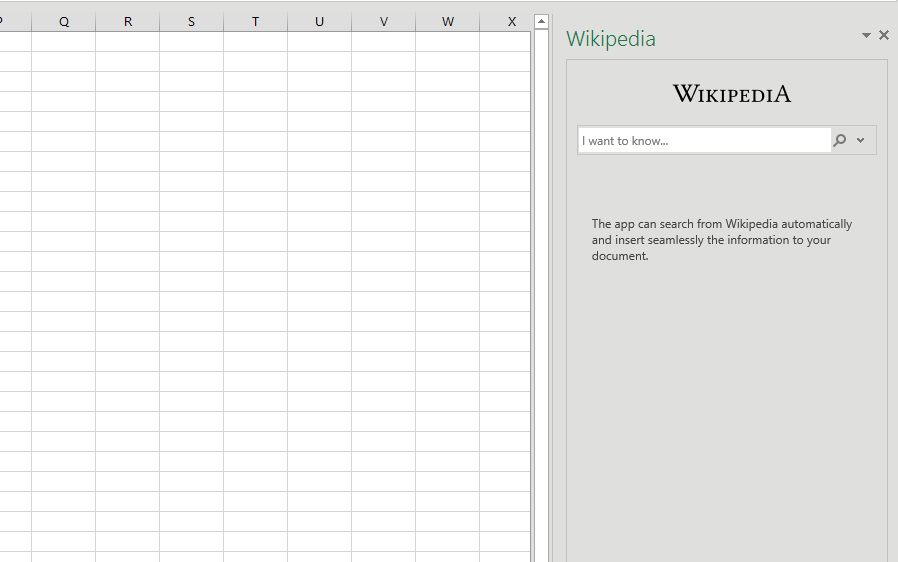 P Q R S T U V W X
Wikipedia
WIKIPEDIA
I want to know...
The app can search from Wikipedia automatically
and insert seamlessly the information to your
document.